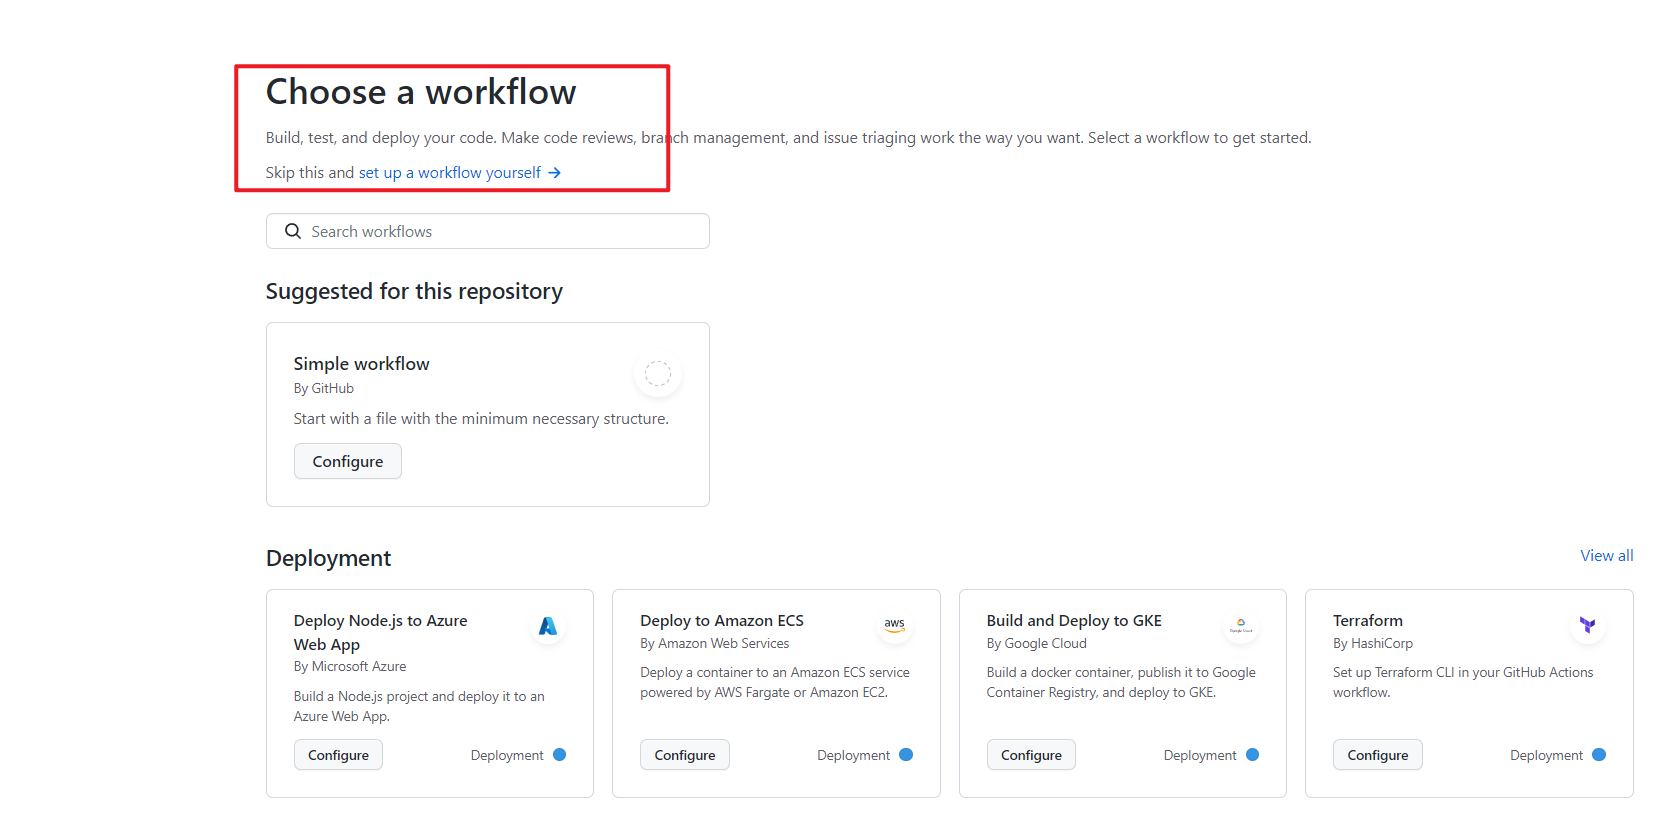 Choose a workflow
Build, test, and deploy your code. Make code reviews, branch management, and issue triaging work the way you want. Select a workflow to get started.
Skip this and set up a workflow yourself →
Search workflows
Suggested for this repository
Simple workflow
By GitHub
Start with a file with the minimum necessary structure.
Configure
Deployment
View all
Deploy Node.js to Azure
Web App
By Microsoft Azure
Build a Node.js project and deploy it to an
Azure Web App.
Configure
Deployment
Deploy to Amazon ECS
aws
By Amazon Web Services
Deploy a container to an Amazon ECS service
powered by AWS Fargate or Amazon EC2.
Configure
Deployment
Build and Deploy to GKE
Google Cloud
By Google Cloud
Build a docker container, publish it to Google
Container Registry, and deploy to GKE.
Configure
Deployment
Terraform
By HashiCorp
Set up Terraform CLI in your GitHub Actions
workflow.
Configure
Deployment